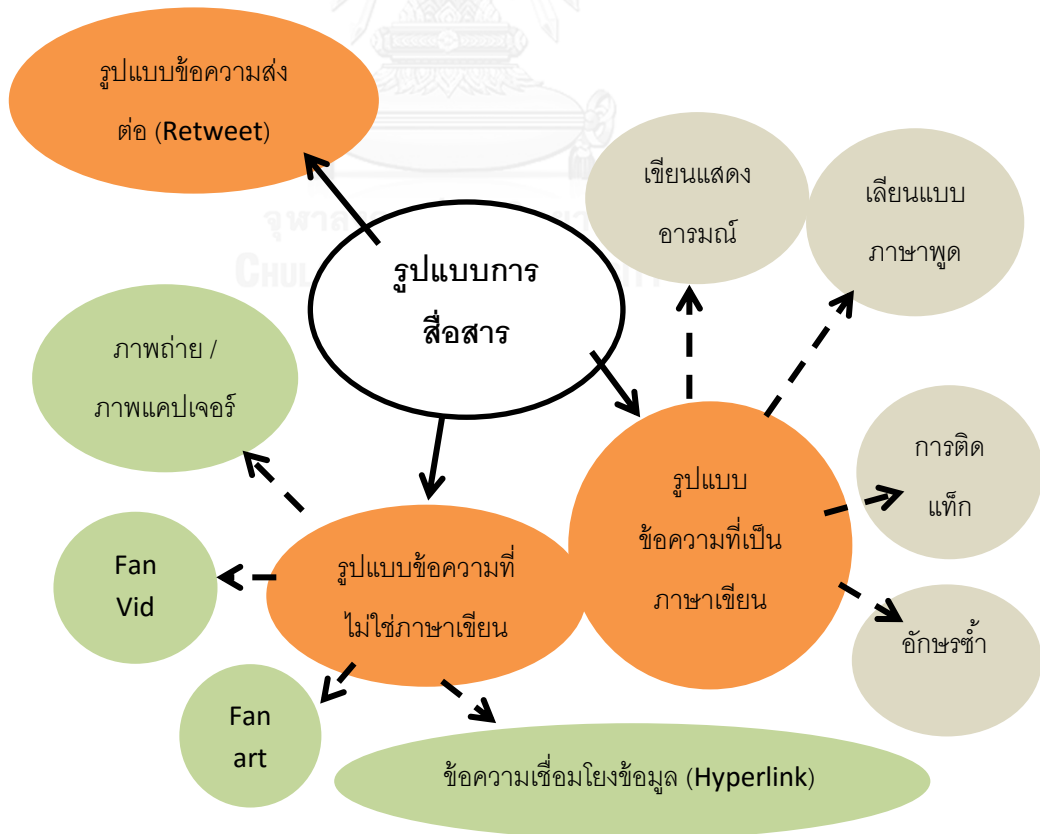 รูปแบบข้อความส่ง
ต่อ (Retweet)
เขียนแสดง
อารมณ์
เลียนแบบ
ภาษาพูด
รูปแบบการ
สื่อสาร
ภาพถ่าย /
ภาพแคปเจอร์
การติด
แท็ก
รูปแบบ
ข้อความที่เป็น
ภาษาเขียน
Fan
Vid
รูปแบบข้อความที่
ไม่ใช่ภาษาเขียน
อักษรซ้ำ
Fan
art
ข้อความเชื่อมโยงข้อมูล (Hyperlink)